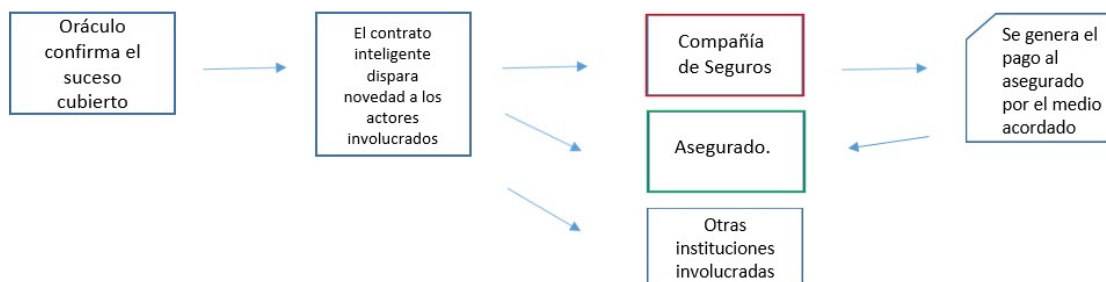 Oráculo
confirma el
suceso
cubierto
El contrato
inteligente
dispara
novedad a los
actores
involucrados
Compañía
de Seguros
Asegurado.
Otras
instituciones
involucradas
Se genera el
pago al
asegurado
por el medio
acordado